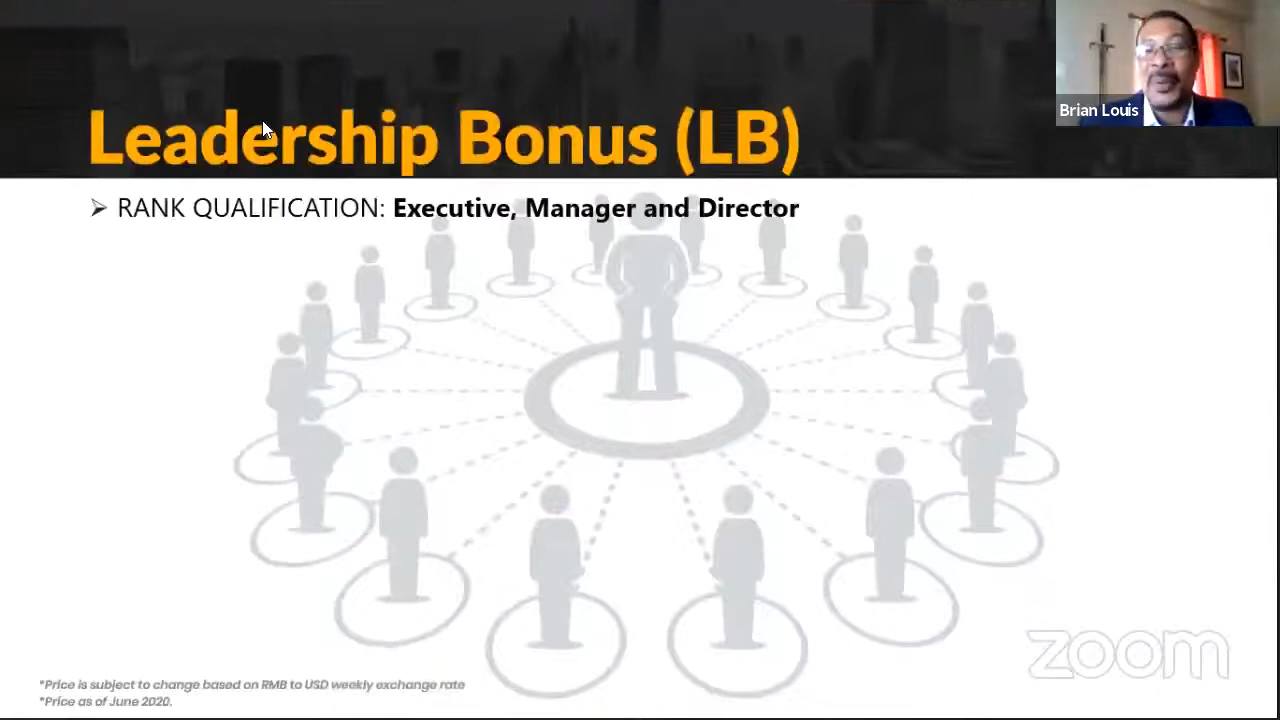 Brian Louis
Leadership Bonus (LB)
➢ RANK QUALIFICATION: Executive, Manager and Director
zoom
*Price is subject to change based on RMB to USD weekly exchange rate
*Price as of June 2020.